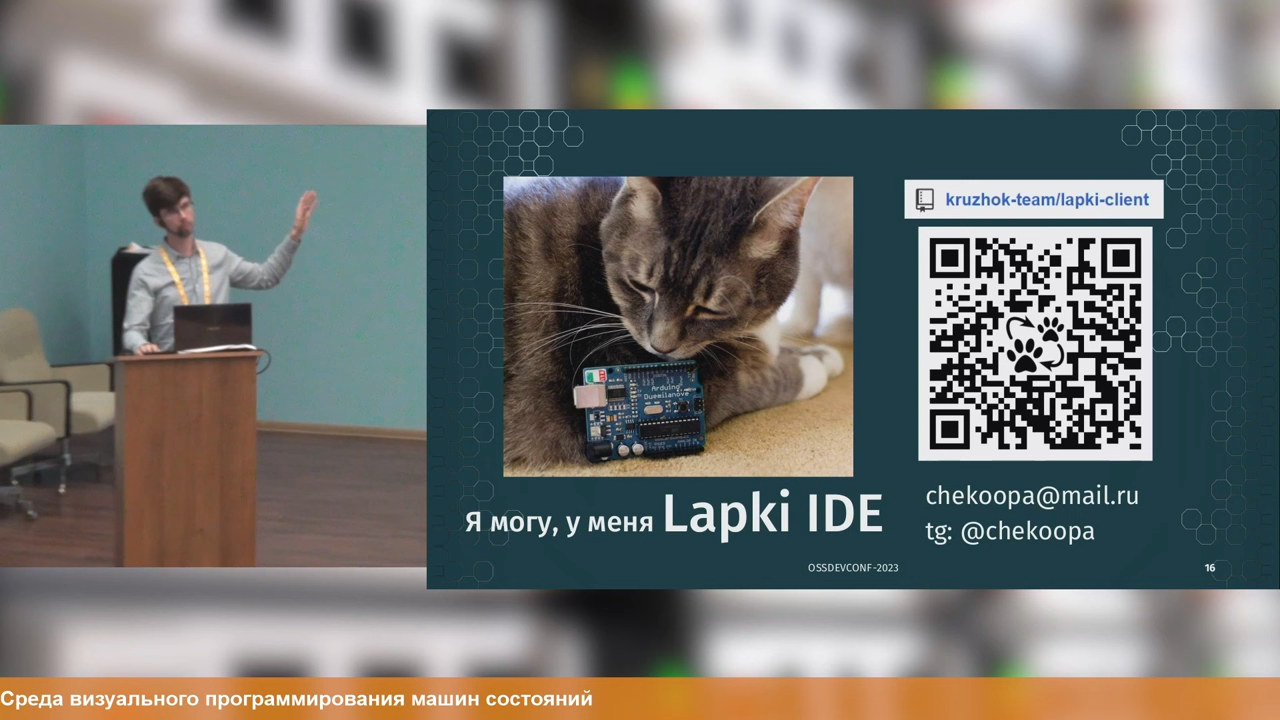 kruzhok-team/lapki-client
Arduino
Duemilanove
Я могу, у меня Lapki IDE
chekoopa@mail.ru
tg: @chekoopa
OSSDEVCONF-2023
16
Среда визуального программирования машин состояний